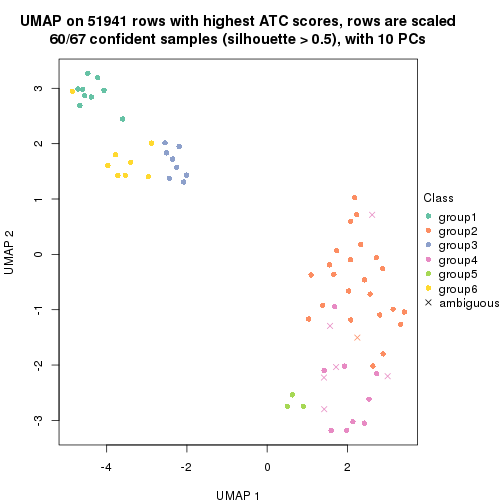 UMAP on 51941 rows with highest ATC scores, rows are scaled
60/67 confident samples (silhouette > 0.5), with 10 PCs
3
2
1
0
-1
-2
-3
UMAP 2
-4
-2
0
2
UMAP 1
Class
group1
group2
group3
group4
group5
group6
ambiguous